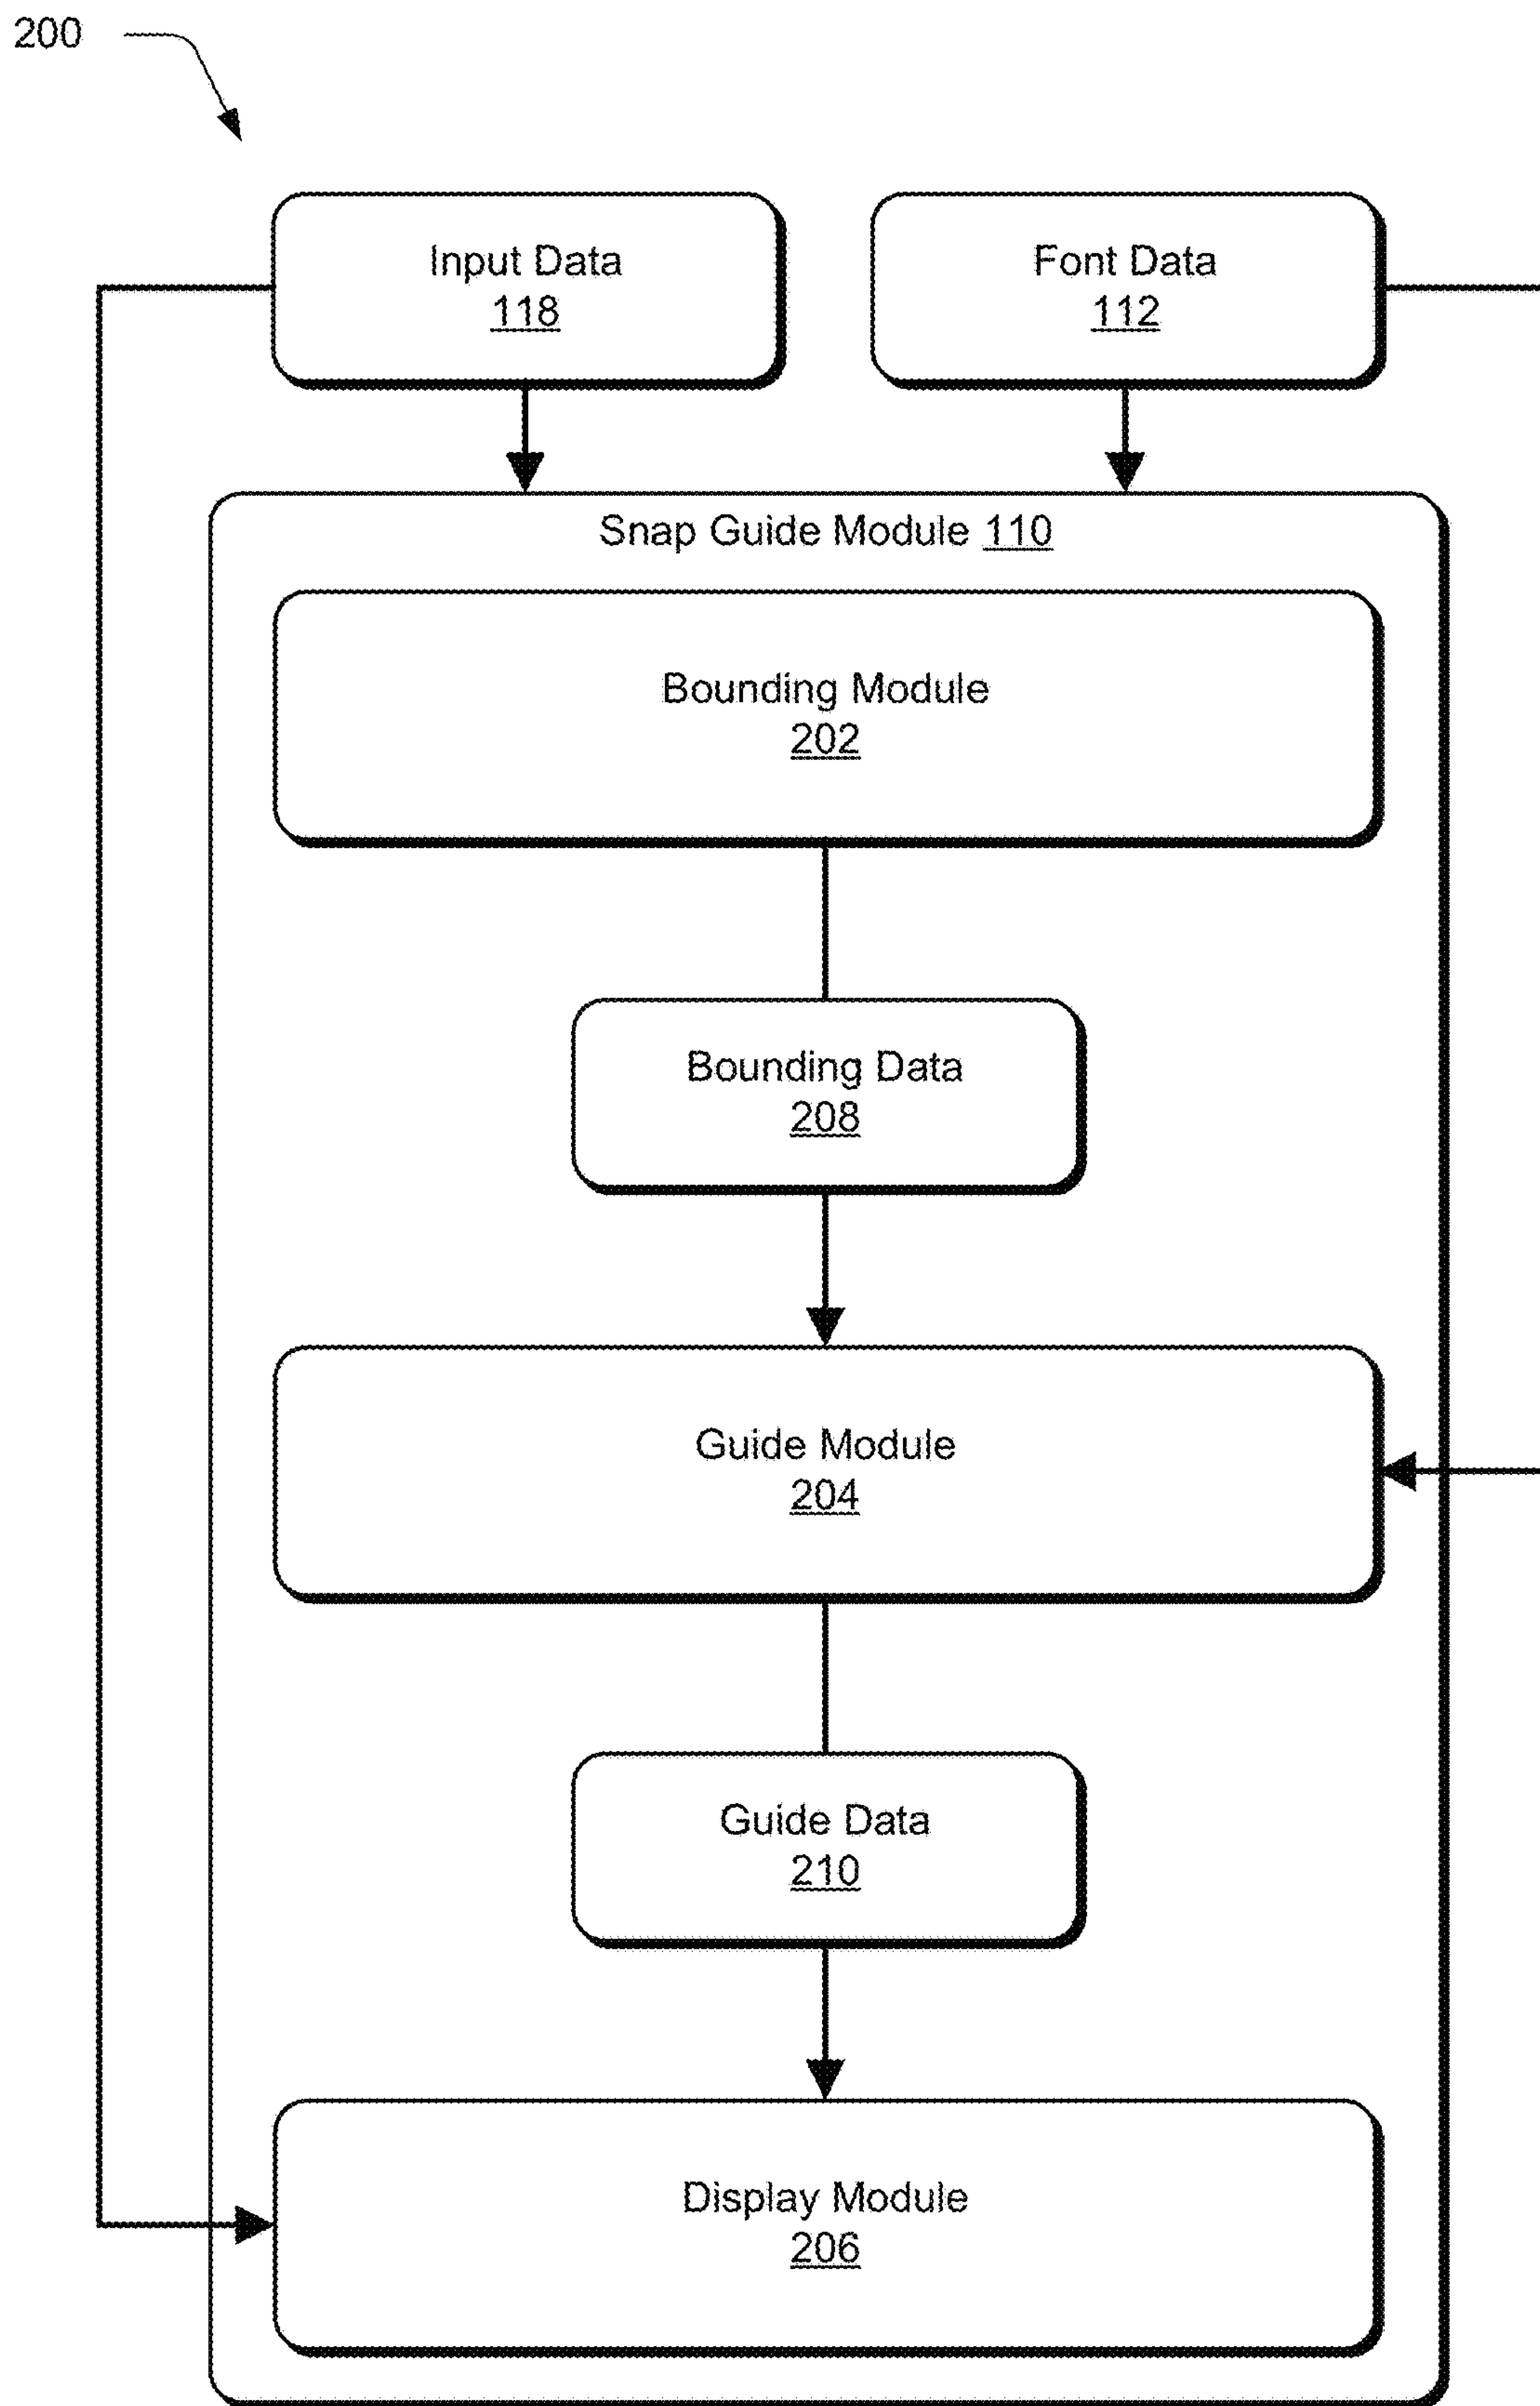 200
Input Data
118
Font Data
112
Snap Guide Module 110
Bounding Module
202
Bounding Data
208
Guide Module
204
Guide Data
210
Display Module
206